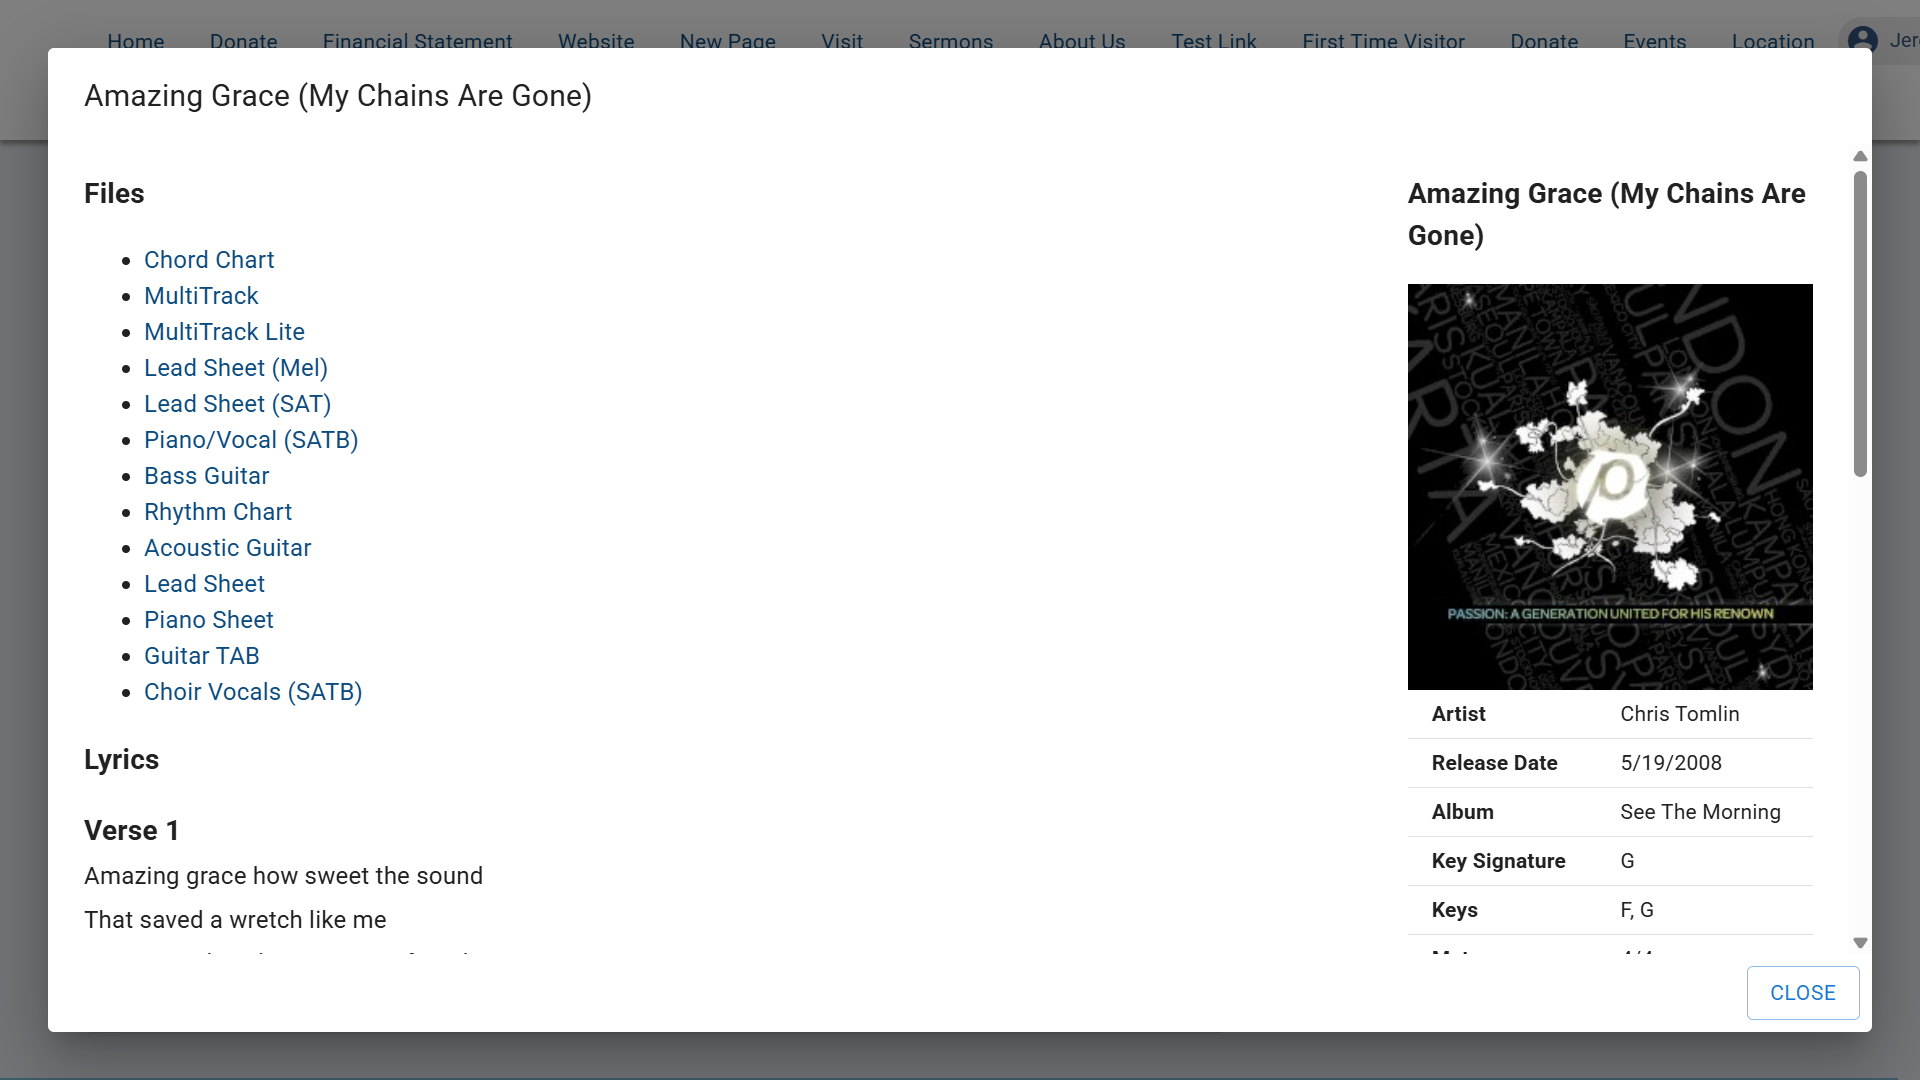 Home Donate Financial Statement Website New Page Visit Sermons About Us Test Link First Time Visitor Donate Events Location
Amazing Grace (My Chains Are Gone)
Files
Chord Chart
MultiTrack
MultiTrack Lite
Lead Sheet (Mel)
Lead Sheet (SAT)
Piano/Vocal (SATB)
Bass Guitar
Rhythm Chart
Acoustic Guitar
Lead Sheet
Piano Sheet
Guitar TAB
Choir Vocals (SATB)
Lyrics
Verse 1
Amazing grace how sweet the sound
That saved a wretch like me
Amazing Grace (My Chains Are
Gone)
PASSION: A GENERATION UNITED FOR HIS RENOWN
Artist Chris Tomlin
Release Date 5/19/2008
Album See The Morning
Key Signature G
Keys F, G
CLOSE